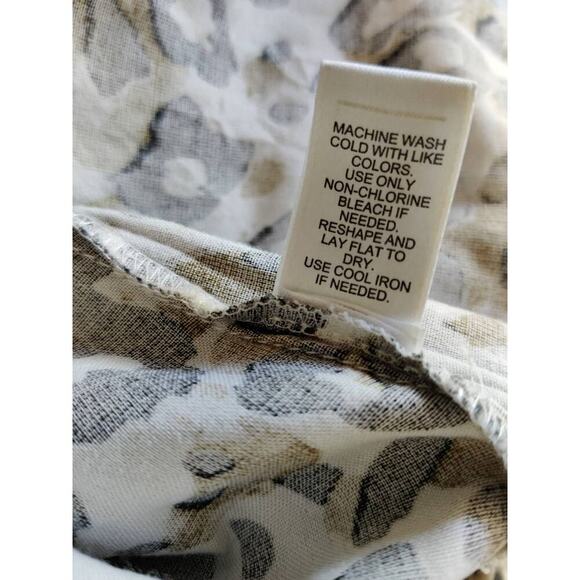 MACHINE WASH
COLD WITH LIKE
COLORS.
USE ONLY
NON-CHLORINE
BLEACH IF
NEEDED.
RESHAPE AND
LAY FLAT TO
DRY.
USE COOL IRON
IF NEEDED.